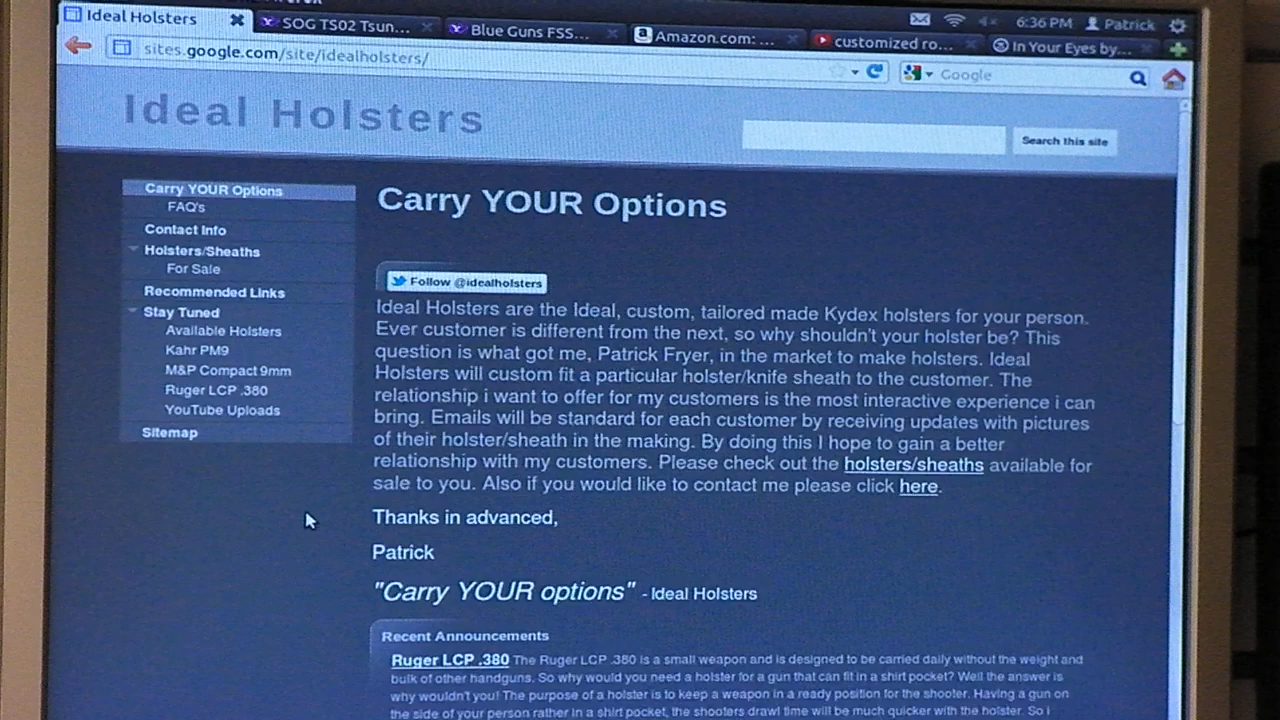 Ideal Holsters
SOG TS02 Tsun...
Blue Guns FSS...
Amazon.com: ...
customized ro...
In Your Eyes by...
6:36 PM
Patrick
sites.google.com/site/idealholsters/
Google
Ideal Holsters
Search this site
Carry YOUR Options
FAQ's
Contact Info
Holsters/Sheaths
For Sale
Recommended Links
Stay Tuned
Available Holsters
Kahr PM9
M&P Compact 9mm
Ruger LCP .380
YouTube Uploads
Sitemap
Carry YOUR Options
Follow @idealholsters
Ideal Holsters are the Ideal, custom, tailored made Kydex holsters for your person.
Ever customer is different from the next, so why shouldn't your holster be? This
question is what got me, Patrick Fryer, in the market to make holsters. Ideal
Holsters will custom fit a particular holster/knife sheath to the customer. The
relationship i want to offer for my customers is the most interactive experience i can
bring. Emails will be standard for each customer by receiving updates with pictures
of their holster/sheath in the making. By doing this I hope to gain a better
relationship with my customers. Please check out the holsters/sheaths available for
sale to you. Also if you would like to contact me please click here.
Thanks in advanced,
Patrick
"Carry YOUR options" - Ideal Holsters
Recent Announcements
Ruger LCP .380 The Ruger LCP .380 is a small weapon and is designed to be carried daily without the weight and
bulk of other handguns. So why would you need a holster for a gun that can fit in a shirt pocket? Well the answer is
why wouldn't you! The purpose of a holster is to keep a weapon in a ready position for the shooter. Having a gun on
the side of your person rather in a shirt pocket, the shooters drawl time will be much quicker with the holster. So i